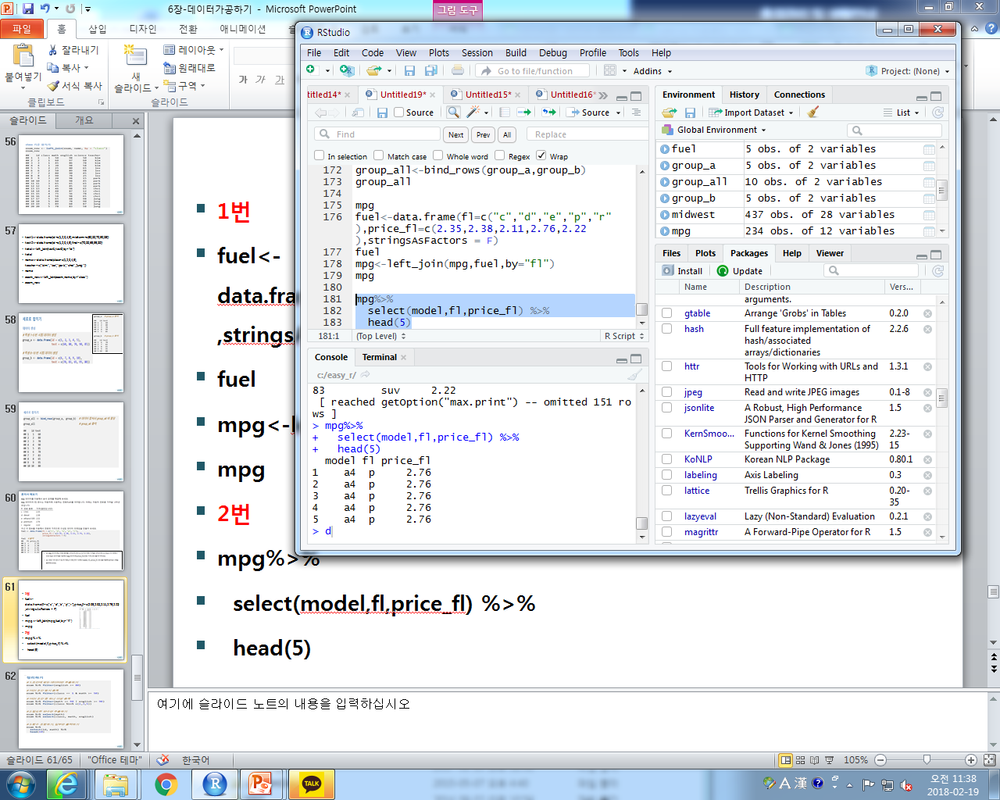 6장-데이터가공하기 - Microsoft PowerPoint
그림 도구
파일
홈
삽입
디자인
전환
애니메이션
붙여넣기
잘라내기
복사
서식 복사
클립보드
새
슬라이드
레이아웃
원래대로
구역
슬라이드
가 가 가
슬라이드
개요
56
57
58
59
60
61
62
1번
fuel<-
data.fra
,strings
fuel
mpg<-l
mpg
2번
mpg%>%
select(model,fl,price_fl) %>%
head(5)
여기에 슬라이드 노트의 내용을 입력하십시오
슬라이드 61/65
"Office 테마"
한국어
105%
RStudio
File Edit Code View Plots Session Build Debug Profile Tools Help
Go to file/function
Addins
Project: (None)
ntitled14*
Untitled19*
Untitled15*
Untitled16*
Source
Source
Find
Next
Prev
All
Replace
In selection
Match case
Whole word
Regex
Wrap
172 group_all<-bind_rows(group_a,group_b)
173 group_all
174
175 mpg
176 fuel<-data.frame(fl=c("c","d","e","p","r"
),price_fl=c(2.35,2.38,2.11,2.76,2.22
),stringsAsFactors = F)
177 fuel
178 mpg<-left_join(mpg,fuel,by="fl")
179 mpg
180
181 mpg%>%
182 select(model,fl,price_fl) %>%
183 head(5)
181:1 (Top Level)
R Script
Console
Terminal
c:/easy_r/
83 suv 2.22
[ reached getOption("max.print") -- omitted 151 ro
ws ]
> mpg%>%
+ select(model,fl,price_fl) %>%
+ head(5)
model fl price_fl
1 a4 p 2.76
2 a4 p 2.76
3 a4 p 2.76
4 a4 p 2.76
5 a4 p 2.76
> d
Environment
History
Connections
Import Dataset
List
Global Environment
fuel 5 obs. of 2 variables
group_a 5 obs. of 2 variables
group_all 10 obs. of 2 variables
group_b 5 obs. of 2 variables
midwest 437 obs. of 28 variables
mpg 234 obs. of 12 variables
Files
Plots
Packages
Help
Viewer
Install
Update
Name Description Vers...
arguments.
gtable Arrange 'Grobs' in Tables 0.2.0
hash Full feature implementation of 2.2.6
hash/associated
arrays/dictionaries
httr Tools for Working with URLs and 1.3.1
HTTP
jpeg Read and write JPEG images 0.1-8
jsonlite A Robust, High Performance 1.5
JSON Parser and Generator for R
KernSmoo... Functions for Kernel Smoothing 2.23-
Supporting Wand & Jones (1995) 15
KoNLP Korean NLP Package 0.80.1
labeling Axis Labeling 0.3
lattice Trellis Graphics for R 0.20-
35
lazyeval Lazy (Non-Standard) Evaluation 0.2.1
magrittr A Forward-Pipe Operator for R 1.5
TALK
A 漢
오전 11:38
2018-02-19